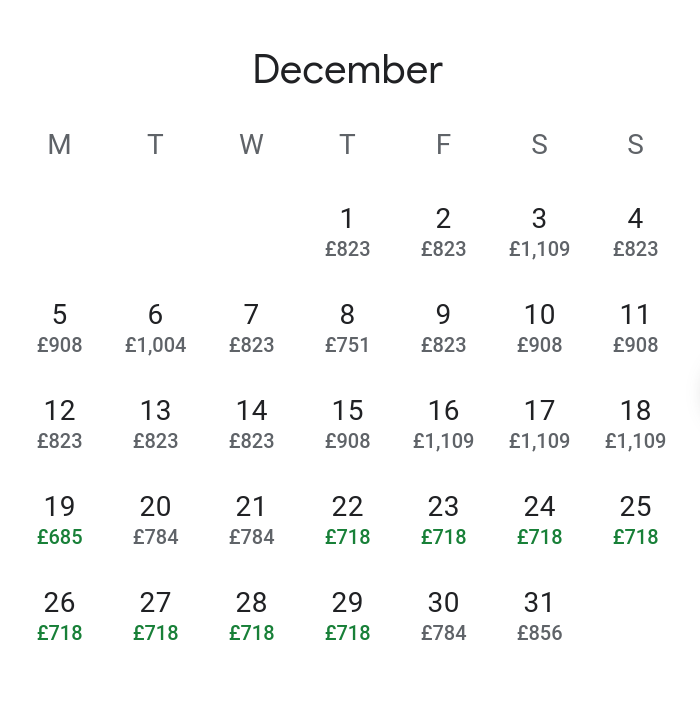 December
M T W T F S S
1 2 3 4
£823 £823 £1,109 £823
5 6 7 8 9 10 11
£908 £1,004 £823 £751 £823 £908 £908
12 13 14 15 16 17 18
£823 £823 £823 £908 £1,109 £1,109 £1,109
19 20 21 22 23 24 25
£685 £784 £784 £718 £718 £718 £718
26 27 28 29 30 31
£718 £718 £718 £718 £784 £856